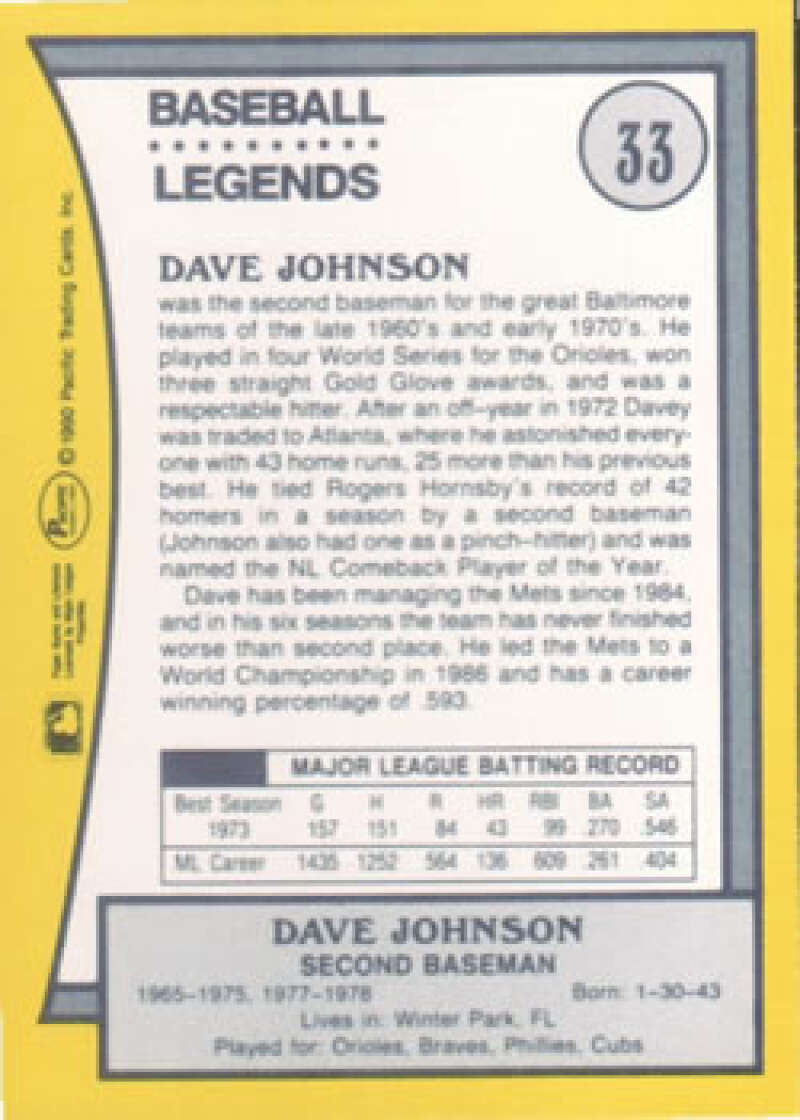 BASEBALL
LEGENDS
33
DAVE JOHNSON
was the second baseman for the great Baltimore
teams of the late 1960's and early 1970's. He
played in four World Series for the Orioles, won
three straight Gold Glove awards, and was a
respectable hitter. After an off-year in 1972 Davey
was traded to Atlanta, where he astonished every-
one with 43 home runs, 25 more than his previous
best. He tied Rogers Hornsby's record of 42
homers in a season by a second baseman
(Johnson also had one as a pinch-hitter) and was
named the NL Comeback Player of the Year.
Dave has been managing the Mets since 1984,
and in his six seasons the team has never finished
worse than second place. He led the Mets to a
World Championship in 1986 and has a career
winning percentage of .593.
MAJOR LEAGUE BATTING RECORD
Best Season G H R HR RBI BA SA
1973 157 151 84 43 99 .270 .546
ML Career 1435 1252 564 136 609 .261 .404
DAVE JOHNSON
SECOND BASEMAN
1965-1975, 1977-1978 Born: 1-30-43
Lives in: Winter Park, FL
Played for: Orioles, Braves, Phillies, Cubs
© 1990 Pacific Trading Cards, Inc.
PACIFIC